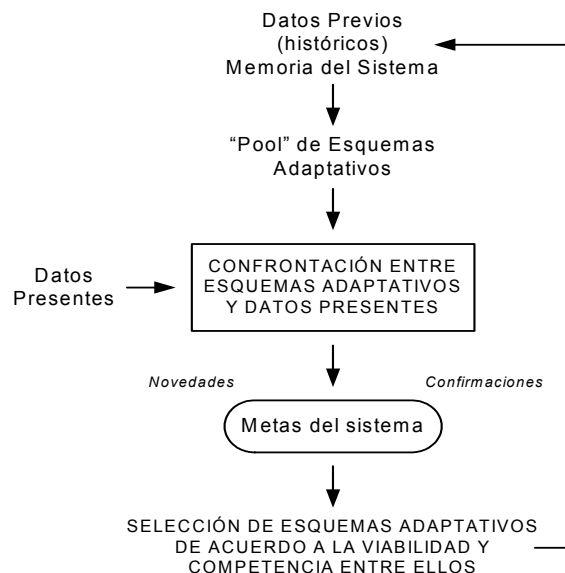 Datos Previos
(históricos)
Memoria del Sistema
“Pool” de Esquemas
Adaptativos
Datos
Presentes
CONFRONTACIÓN ENTRE
ESQUEMAS ADAPTATIVOS
Y DATOS PRESENTES
Novedades
Confirmaciones
Metas del sistema
SELECCIÓN DE ESQUEMAS ADAPTATIVOS
DE ACUERDO A LA VIABILIDAD Y
COMPETENCIA ENTRE ELLOS